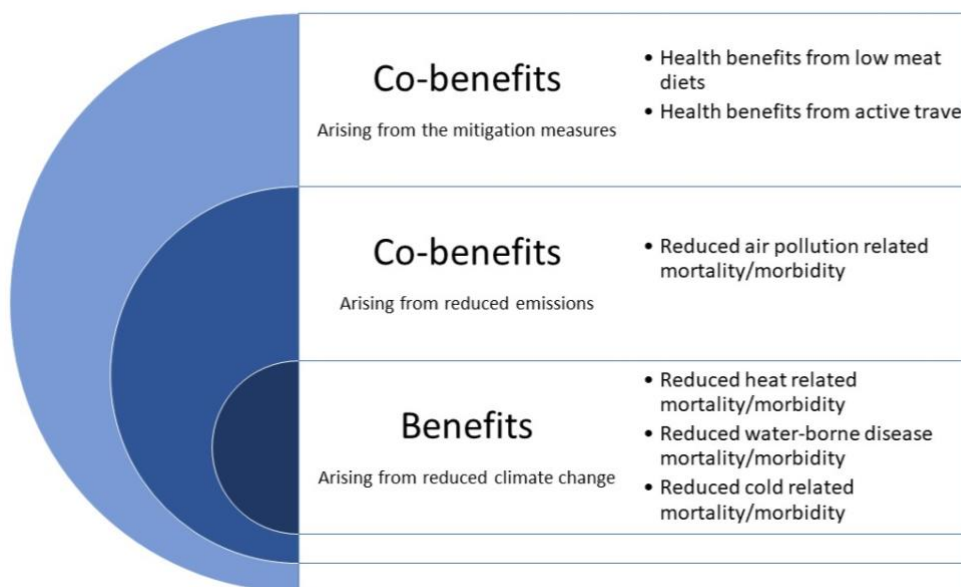 Co-benefits
Arising from the mitigation measures
• Health benefits from low meat
diets
• Health benefits from active trave
Co-benefits
Arising from reduced emissions
• Reduced air pollution related
mortality/morbidity
Benefits
Arising from reduced climate change
• Reduced heat related
mortality/morbidity
• Reduced water-borne disease
mortality/morbidity
• Reduced cold related
mortality/morbidity